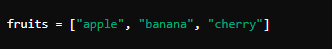 fruits = ["apple", "banana", "cherry"]